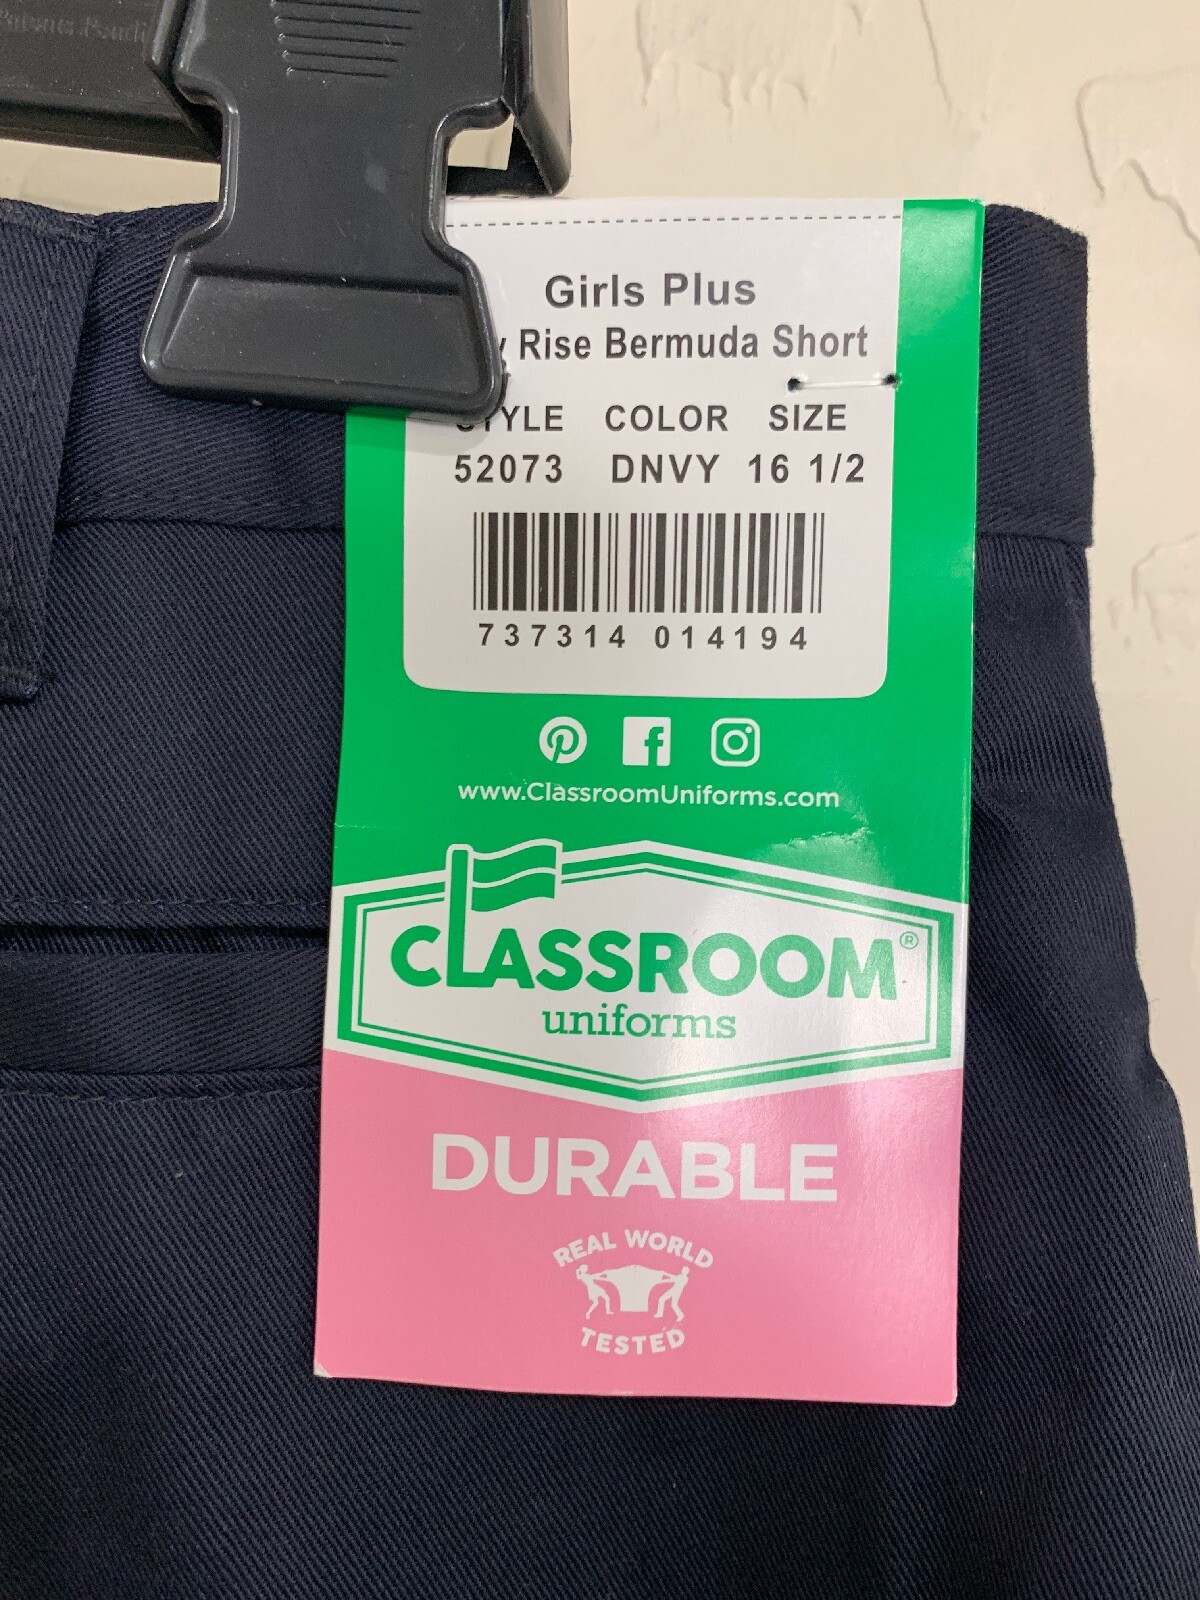 Girls Plus
Rise Bermuda Short
STYLE COLOR SIZE
52073 DNVY 16 1/2
737314 014194
www.ClassroomUniforms.com
CLASSROOM®
uniforms
DURABLE
REAL WORLD
TESTED